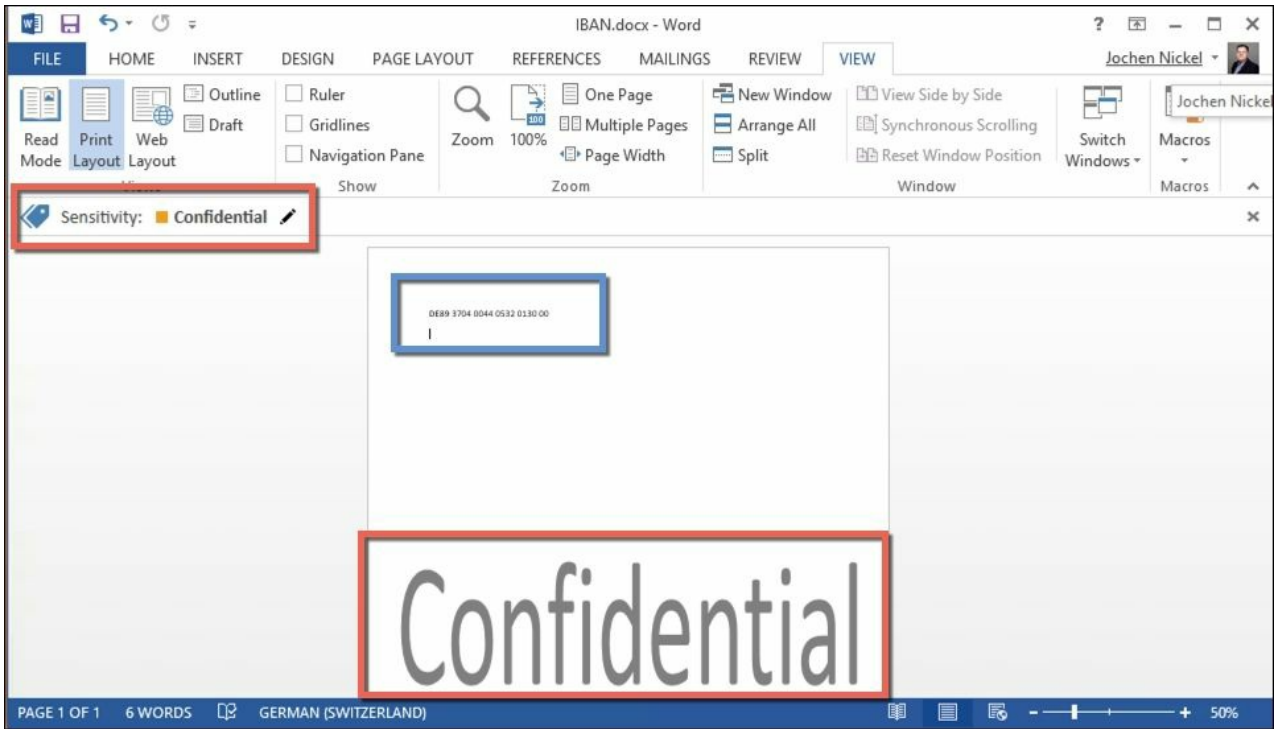 IBAN.docx - Word
FILE HOME INSERT DESIGN PAGE LAYOUT REFERENCES MAILINGS REVIEW VIEW Jochen Nickel
Outline Ruler One Page New Window View Side by Side Jochen Nickel
Draft Gridlines Multiple Pages Arrange All Synchronous Scrolling
Read Mode Print Layout Web Layout Navigation Pane Zoom 100% Page Width Split Reset Window Position Switch Windows Macros
Show Zoom Window Macros
Sensitivity: Confidential
DE89 3704 0044 0532 0130 00
Confidential
PAGE 1 OF 1 6 WORDS GERMAN (SWITZERLAND) 50%